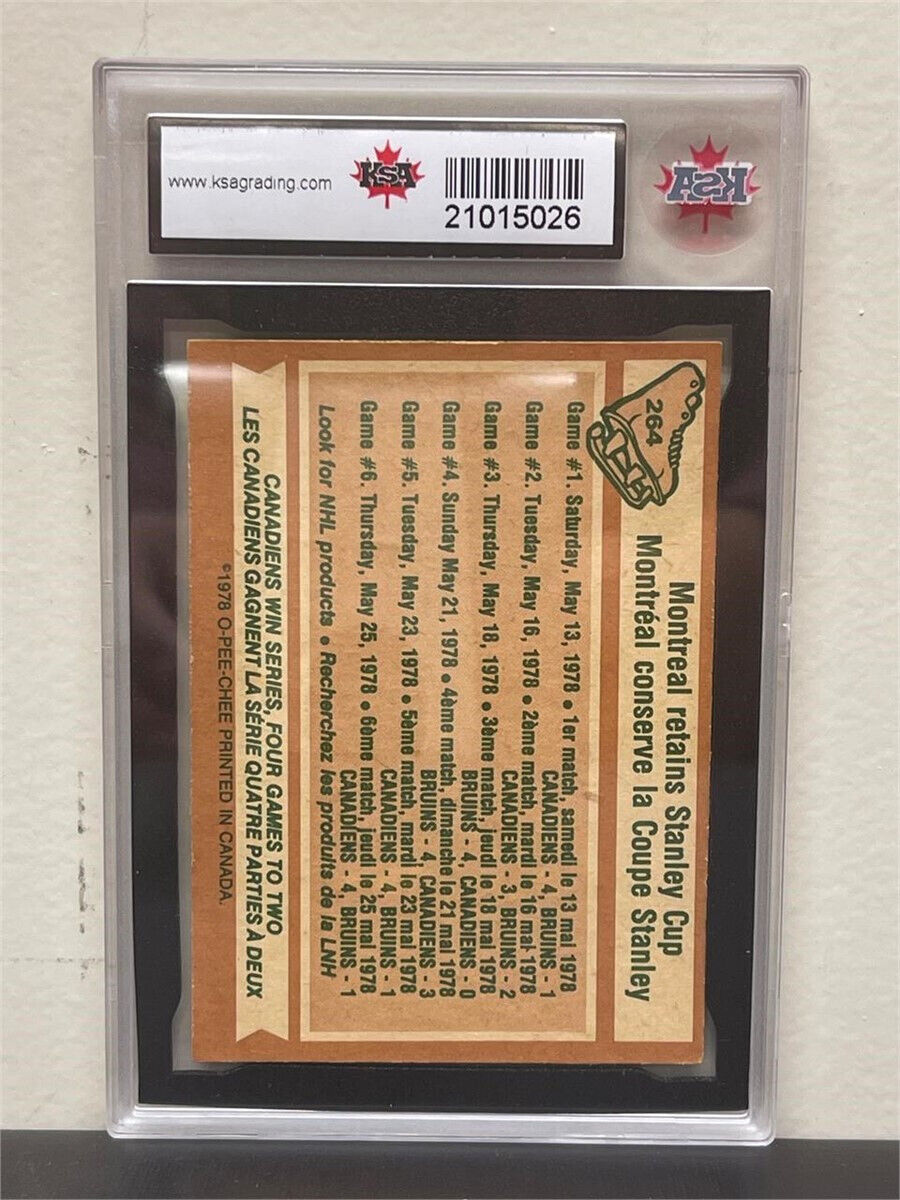 www.ksagrading.com
KSA
21015026
KSA
264
Montreal retains Stanley Cup
Montréal conserve la Coupe Stanley
Game #1. Saturday, May 13, 1978 • 1er match, samedi le 13 mai 1978
CANADIENS - 4, BRUINS - 1
Game #2. Tuesday, May 16, 1978 • 2ème match, mardi le 16 mai 1978
CANADIENS - 3, BRUINS - 2
Game #3. Thursday, May 18, 1978 • 3ème match, jeudi le 18 mai 1978
BRUINS - 4, CANADIENS - 0
Game #4. Sunday May 21, 1978 • 4ème match, dimanche le 21 mai 1978
BRUINS - 4, CANADIENS - 3
Game #5. Tuesday, May 23, 1978 • 5ème match, mardi le 23 mai 1978
CANADIENS - 4, BRUINS - 1
Game #6. Thursday, May 25, 1978 • 6ème match, jeudi le 25 mai 1978
CANADIENS - 4, BRUINS - 1
Look for NHL products • Recherchez les produits de la LNH
CANADIENS WIN SERIES, FOUR GAMES TO TWO
LES CANADIENS GAGNENT LA SÉRIE QUATRE PARTIES À DEUX
©1978 O-PEE-CHEE PRINTED IN CANADA.